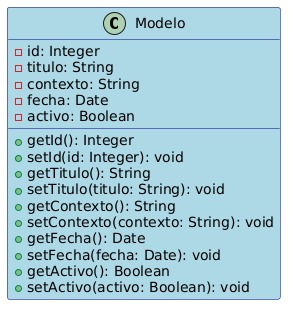 C Modelo
id: Integer
titulo: String
contexto: String
fecha: Date
activo: Boolean
getId(): Integer
setId(id: Integer): void
getTitulo(): String
setTitulo(titulo: String): void
getContexto(): String
setContexto(contexto: String): void
getFecha(): Date
setFecha(fecha: Date): void
getActivo(): Boolean
setActivo(activo: Boolean): void